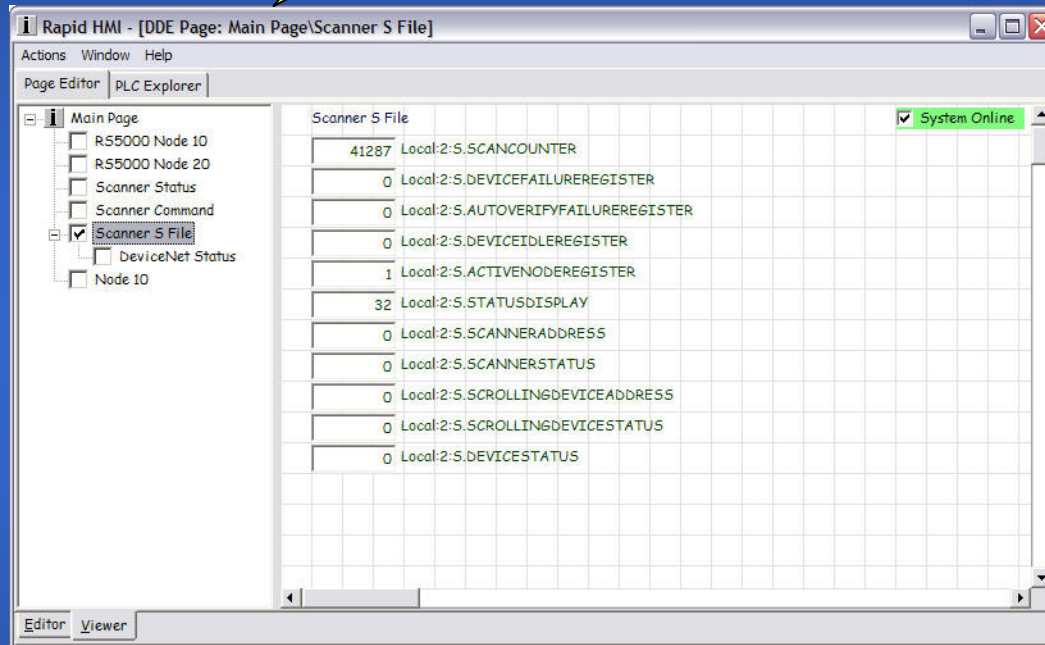 Rapid HMI - [DDE Page: Main Page\Scanner S File]
Actions Window Help
Page Editor PLC Explorer
Main Page
RS5000 Node 10
RS5000 Node 20
Scanner Status
Scanner Command
Scanner S File
DeviceNet Status
Node 10
Scanner S File
System Online
41287 Local:2:S.SCANCOUNTER
0 Local:2:S.DEVICEFAILUREREGISTER
0 Local:2:S.AUTOVERIFYFAILUREREGISTER
0 Local:2:S.DEVICEIDLEREGISTER
1 Local:2:S.ACTIVENODEREGISTER
32 Local:2:S.STATUSDISPLAY
0 Local:2:S.SCANNERADDRESS
0 Local:2:S.SCANNERSTATUS
0 Local:2:S.SCROLLINGDEVICEADDRESS
0 Local:2:S.SCROLLINGDEVICESTATUS
0 Local:2:S.DEVICESTATUS
Editor Viewer